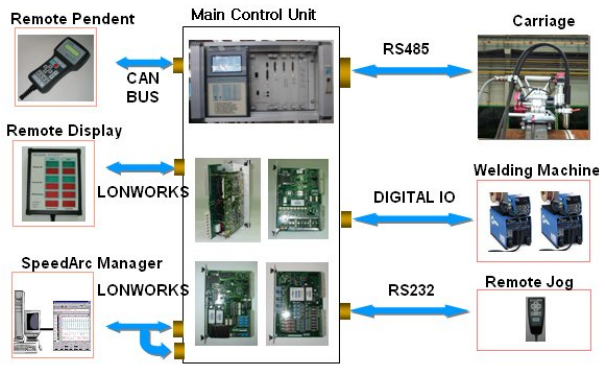 Remote Pendent
Main Control Unit
Carriage
CAN
BUS
RS485
Remote Display
LONWORKS
Welding Machine
DIGITAL IO
SpeedArc Manager
LONWORKS
Remote Jog
RS232